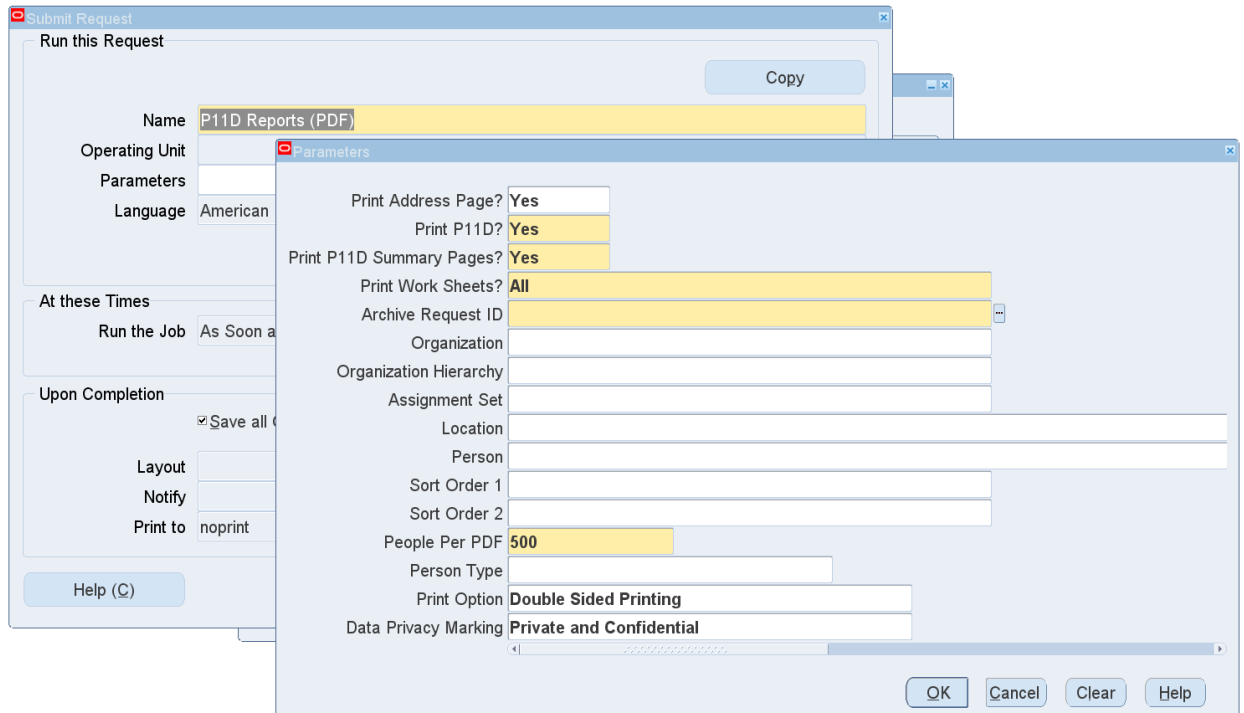 Submit Request
Run this Request
Copy
Name P11D Reports (PDF)
Operating Unit
Parameters
Language American
At these Times
Run the Job As Soon a
Upon Completion
Save all
Layout
Notify
Print to noprint
Help (C)
Parameters
Print Address Page? Yes
Print P11D? Yes
Print P11D Summary Pages? Yes
Print Work Sheets? All
Archive Request ID
Organization
Organization Hierarchy
Assignment Set
Location
Person
Sort Order 1
Sort Order 2
People Per PDF 500
Person Type
Print Option Double Sided Printing
Data Privacy Marking Private and Confidential
OK Cancel Clear Help